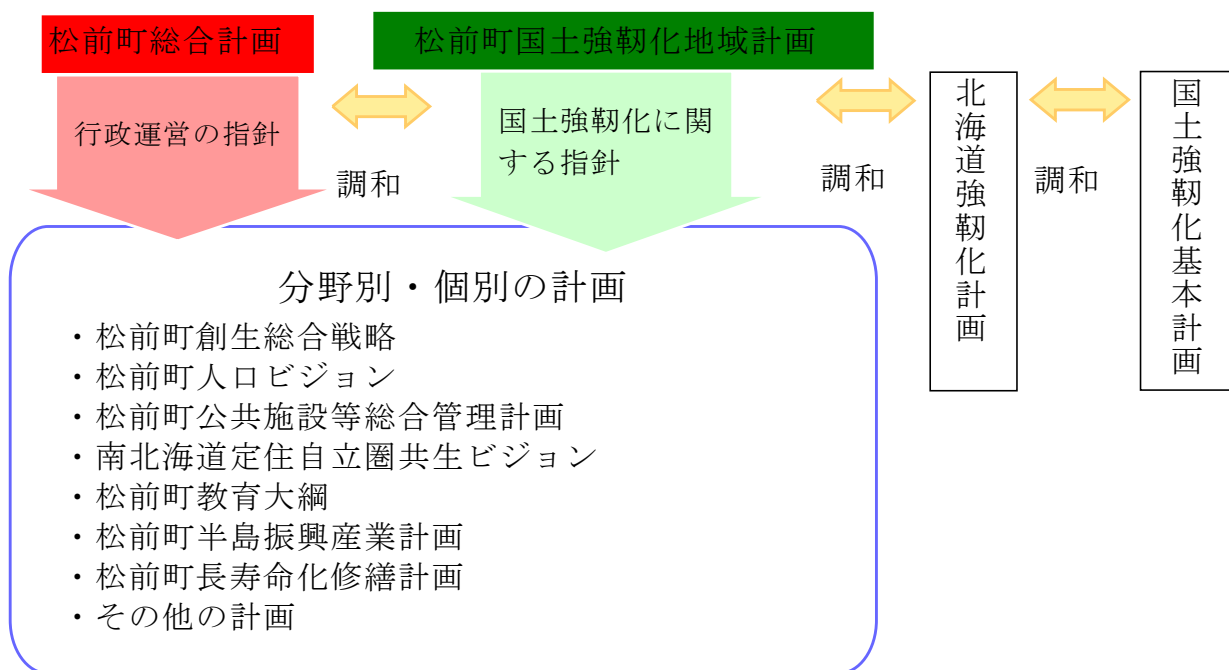 松前町総合計画
松前町国土強靱化地域計画
行政運営の指針
国土強靱化に関
する指針
調和
調和
調和
北海道強靱化計画
国土強靱化基本計画
分野別・個別の計画
・松前町創生総合戦略
・松前町人口ビジョン
・松前町公共施設等総合管理計画
・南北海道定住自立圏共生ビジョン
・松前町教育大綱
・松前町半島振興産業計画
・松前町長寿命化修繕計画
・その他の計画